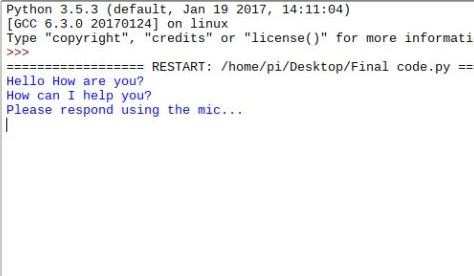 Python 3.5.3 (default, Jan 19 2017, 14:11:04)
[GCC 6.3.0 20170124] on linux
Type "copyright", "credits" or "license()" for more informati
>>>
================== RESTART: /home/pi/Desktop/Final code.py ==
Hello How are you?
How can I help you?
Please respond using the mic...